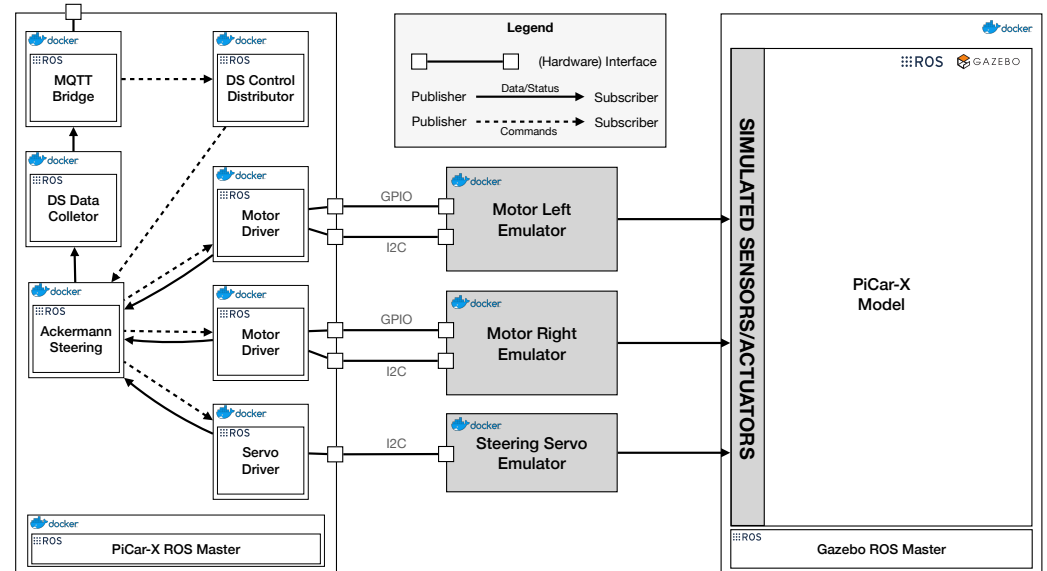 docker
ROS
MQTT
Bridge
docker
ROS
DS Control
Distributor
docker
ROS
DS Data
Colletor
docker
ROS
Motor
Driver
docker
ROS
Ackermann
Steering
docker
ROS
Motor
Driver
docker
ROS
Servo
Driver
docker
ROS
PiCar-X ROS Master
Legend
(Hardware) Interface
Publisher
Data/Status
Subscriber
Publisher
Commands
Subscriber
GPIO
I2C
docker
Motor Left
Emulator
GPIO
I2C
docker
Motor Right
Emulator
I2C
docker
Steering Servo
Emulator
docker
ROS
GAZEBO
SIMULATED SENSORS/ACTUATORS
PiCar-X
Model
ROS
Gazebo ROS Master